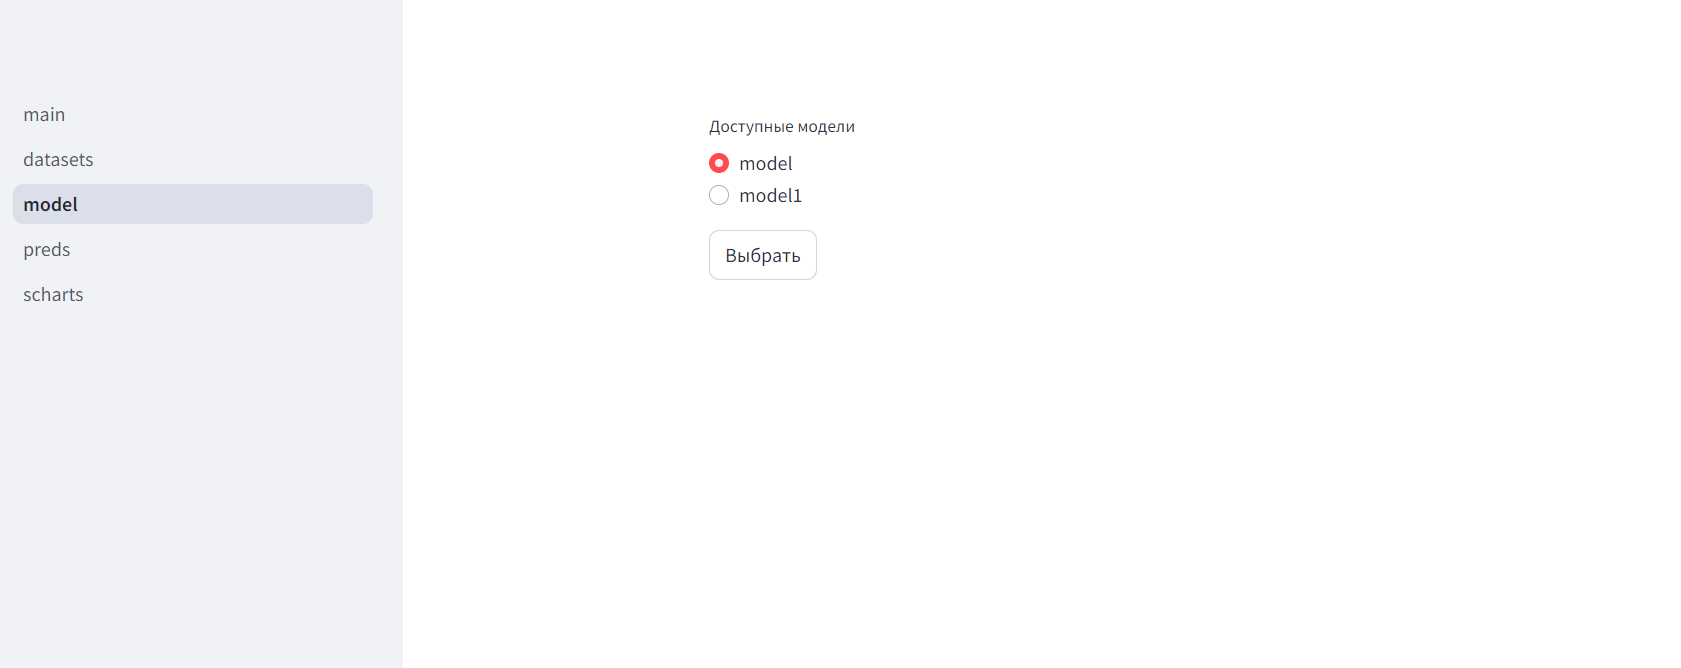 main
datasets
model
preds
scharts
Доступные модели
model
model1
Выбрать